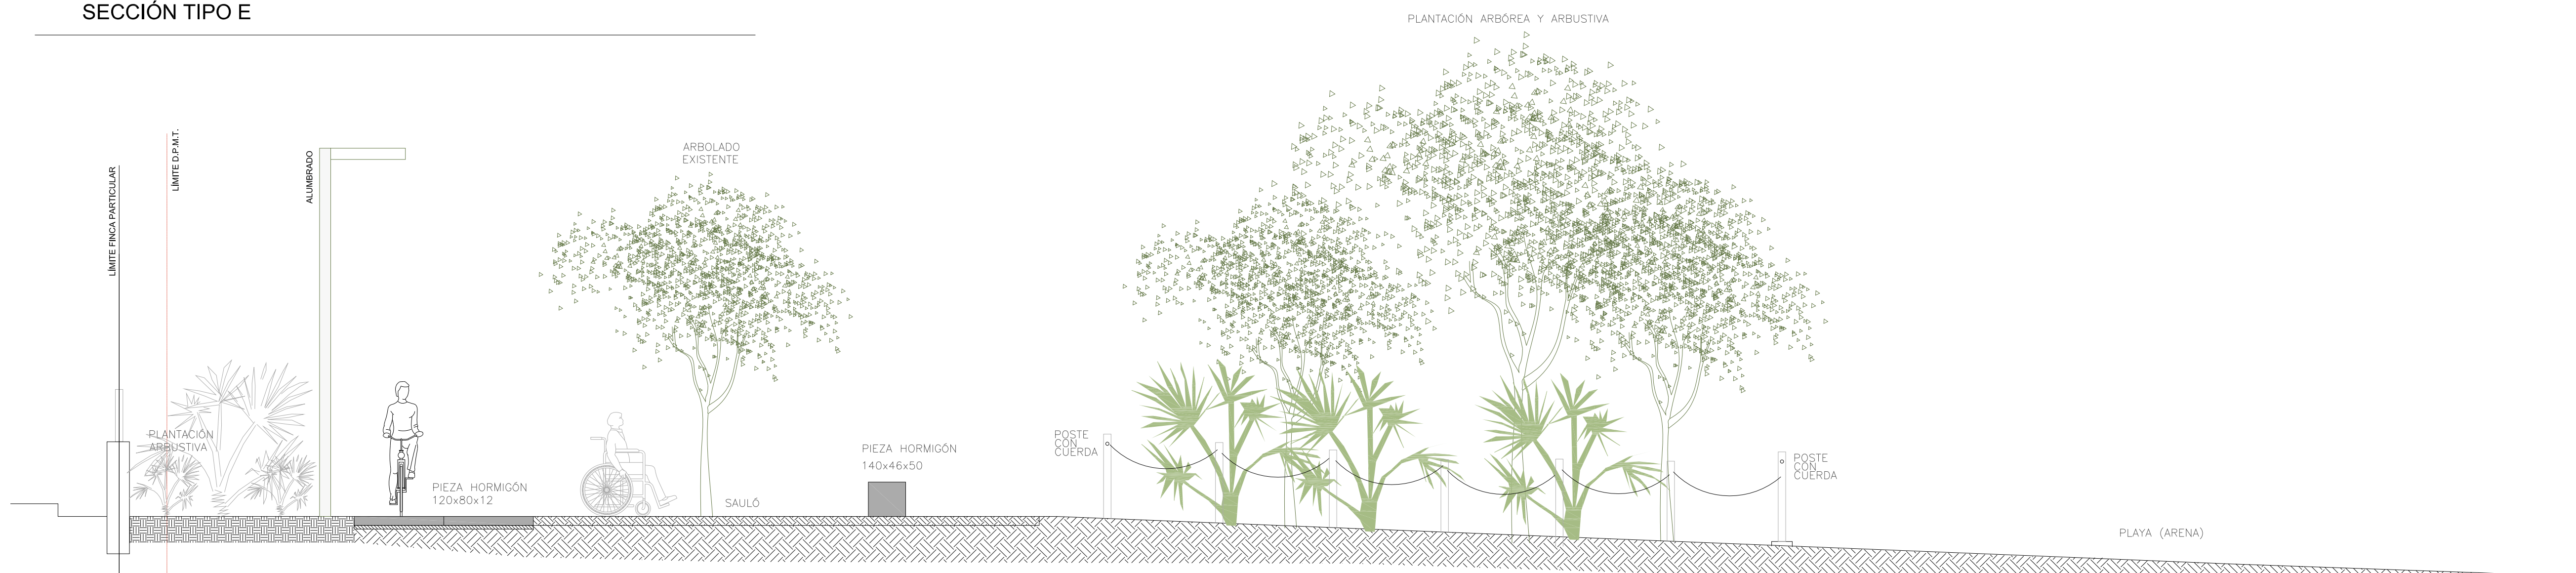 SECCIÓN TIPO E
PLANTACIÓN ARBÓREA Y ARBUSTIVA
LÍMITE FINCA PARTICULAR
LÍMITE D.P.M.T.
ALUMBRADO
ARBOLADO
EXISTENTE
PLANTACIÓN
ARBUSTIVA
PIEZA HORMIGÓN
120x80x12
SAULÓ
PIEZA HORMIGÓN
140x46x50
POSTE
CON
CUERDA
POSTE
CON
CUERDA
PLAYA (ARENA)